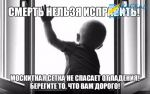 СМЕРТЬ НЕЛЬЗЯ ИСПРАВИТЬ!
МОСКИТНАЯ СЕТКА НЕ СПАСАЕТ ОТ ПАДЕНИЯ!
БЕРЕГИТЕ ТО, ЧТО ВАМ ДОРОГО!